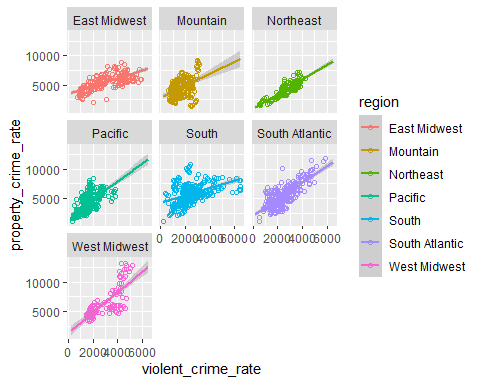 East Midwest
Mountain
Northeast
10000
5000
Pacific
South
South Atlantic
10000
5000
0 2000 4000 6000 0 2000 4000 6000
West Midwest
10000
5000
0 2000 4000 6000
property_crime_rate
violent_crime_rate
region
East Midwest
Mountain
Northeast
Pacific
South
South Atlantic
West Midwest